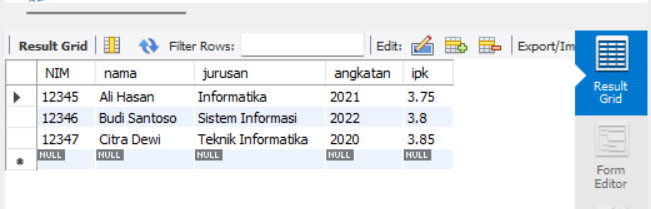 Result Grid Filter Rows: Edit: Export/Im
NIM nama jurusan angkatan ipk
12345 Ali Hasan Informatika 2021 3.75
12346 Budi Santoso Sistem Informasi 2022 3.8
12347 Citra Dewi Teknik Informatika 2020 3.85
NULL NULL NULL NULL NULL
Result
Grid
Form
Editor